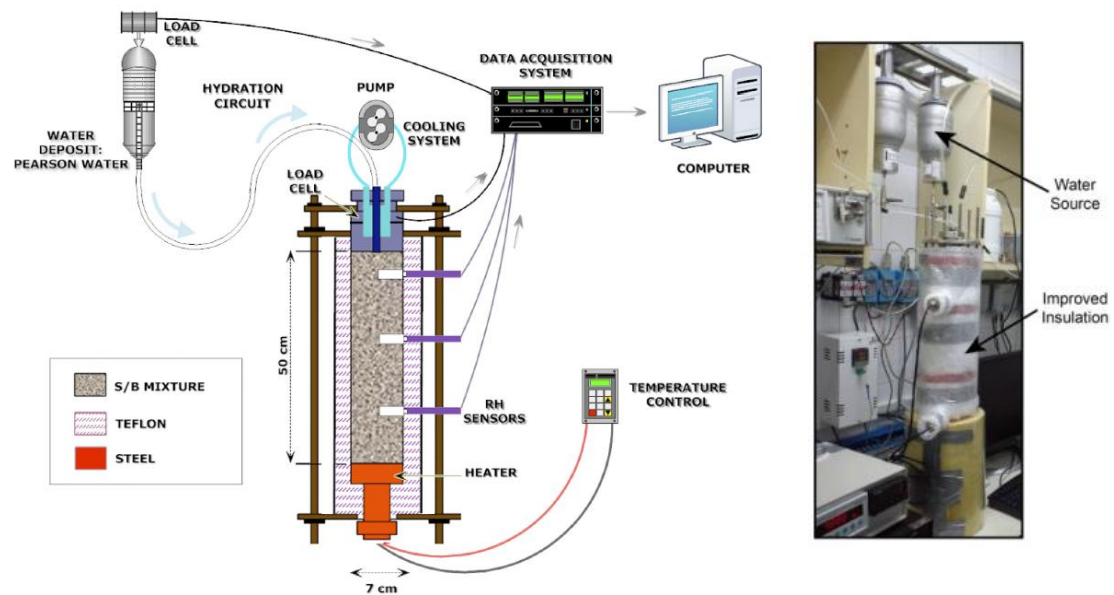 LOAD
CELL
DATA ACQUISITION
SYSTEM
HYDRATION
CIRCUIT
PUMP
COOLING
SYSTEM
WATER
DEPOSIT:
PEARSON WATER
LOAD
CELL
COMPUTER
50 cm
S/B MIXTURE
TEFLON
STEEL
RH
SENSORS
TEMPERATURE
CONTROL
HEATER
7 cm
Water
Source
Improved
Insulation